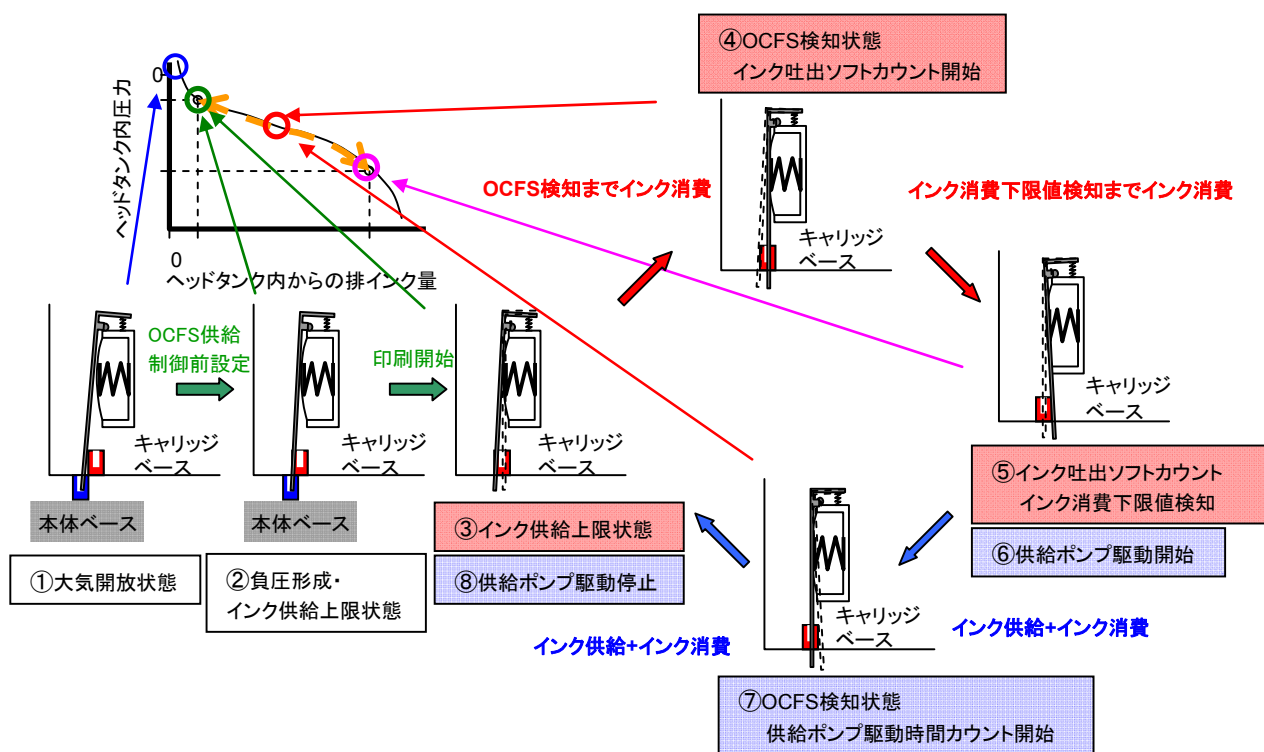 ④OCFS検知状態
インク吐出ソフトカウント開始
0
ヘッドタンク内圧力
0
ヘッドタンク内からの排インク量
OCFS検知までインク消費
インク消費下限値検知までインク消費
キャリッジ
ベース
OCFS供給
制御前設定
印刷開始
キャリッジ
ベース
キャリッジ
ベース
キャリッジ
ベース
キャリッジ
ベース
本体ベース
本体ベース
③インク供給上限状態
⑤インク吐出ソフトカウント
インク消費下限値検知
①大気開放状態
②負圧形成・
インク供給上限状態
⑧供給ポンプ駆動停止
⑥供給ポンプ駆動開始
インク供給+インク消費
キャリッジ
ベース
インク供給+インク消費
⑦OCFS検知状態
供給ポンプ駆動時間カウント開始